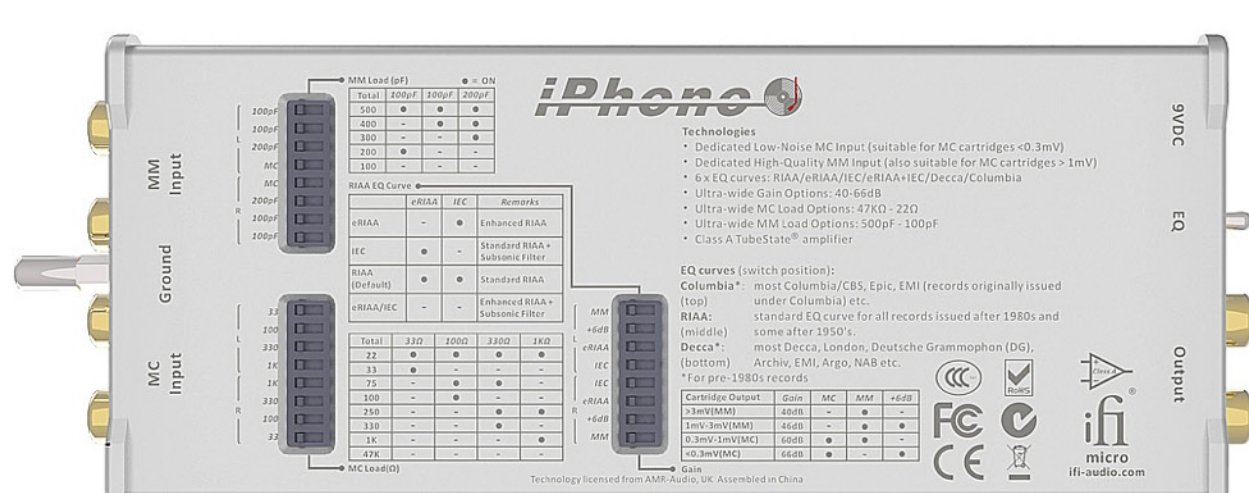 MM Load (pF) ● = ON
Total 100pF 100pF 200pF
500 ● ● ●
400 - ● ●
300 - - ●
200 ● - -
100 - - -
100pF
100pF
200pF
MC
MC
200pF
100pF
100pF
L
R
MM
Input
Ground
MC
Input
RIAA EQ Curve
eRIAA IEC Remarks
eRIAA - ● Enhanced RIAA
IEC ● - Standard RIAA +
Subsonic Filter
RIAA
(Default) ● ● Standard RIAA
eRIAA/IEC - - Enhanced RIAA +
Subsonic Filter
33
100
330
1K
1K
330
100
33
L
R
Total 33Ω 100Ω 330Ω 1KΩ
22 ● ● ● ●
33 ● - - -
75 - ● ● -
100 - ● - -
250 - - ● ●
330 - - ● -
1K - - - ●
47K - - - -
MC Load(Ω)
MM
+6dB
eRIAA
IEC
IEC
eRIAA
+6dB
MM
L
R
Gain
iPhono
Technologies
• Dedicated Low-Noise MC Input (suitable for MC cartridges <0.3mV)
• Dedicated High-Quality MM Input (also suitable for MC cartridges > 1mV)
• 6 x EQ curves: RIAA/eRIAA/IEC/eRIAA+IEC/Decca/Columbia
• Ultra-wide Gain Options: 40-66dB
• Ultra-wide MC Load Options: 47KΩ - 22Ω
• Ultra-wide MM Load Options: 500pF - 100pF
• Class A TubeState® amplifier
EQ curves (switch position):
Columbia*: most Columbia/CBS, Epic, EMI (records originally issued
(top) under Columbia) etc.
RIAA: standard EQ curve for all records issued after 1980s and
(middle) some after 1950's.
Decca*: most Decca, London, Deutsche Grammophon (DG),
(bottom) Archiv, EMI, Argo, NAB etc.
*For pre-1980s records
Cartridge Output Gain MC MM +6dB
>3mV(MM) 40dB - ● -
1mV-3mV(MM) 46dB - ● ●
0.3mV-1mV(MC) 60dB ● ● -
<0.3mV(MC) 66dB ● - ●
CCC
RoHS
FC
CE
Class A
ifi®
micro
ifi-audio.com
9VDC
EQ
Output
Technology licensed from AMR-Audio, UK Assembled in China